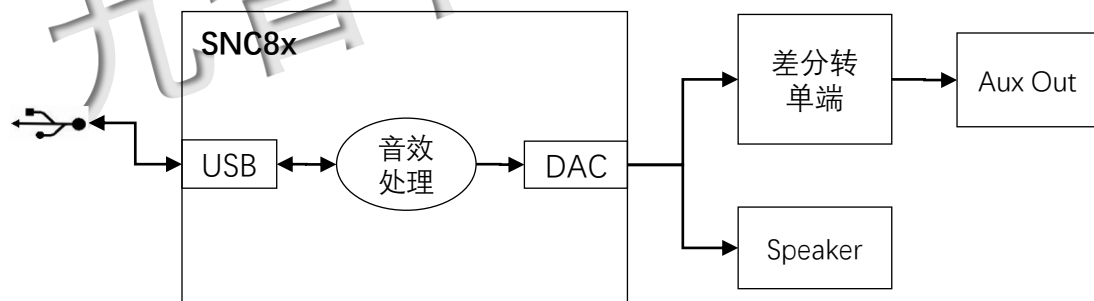 SNC8x
差分转
单端
Aux Out
USB
音效
处理
DAC
Speaker